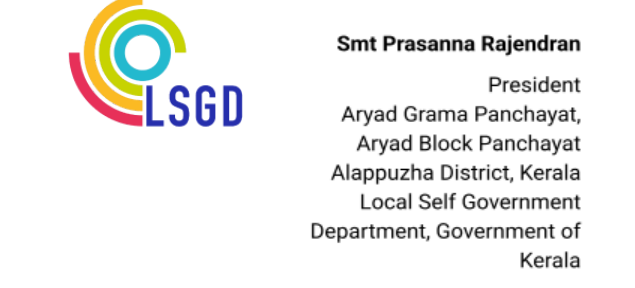 LSGD
Smt Prasanna Rajendran
President
Aryad Grama Panchayat,
Aryad Block Panchayat
Alappuzha District, Kerala
Local Self Government
Department, Government of
Kerala